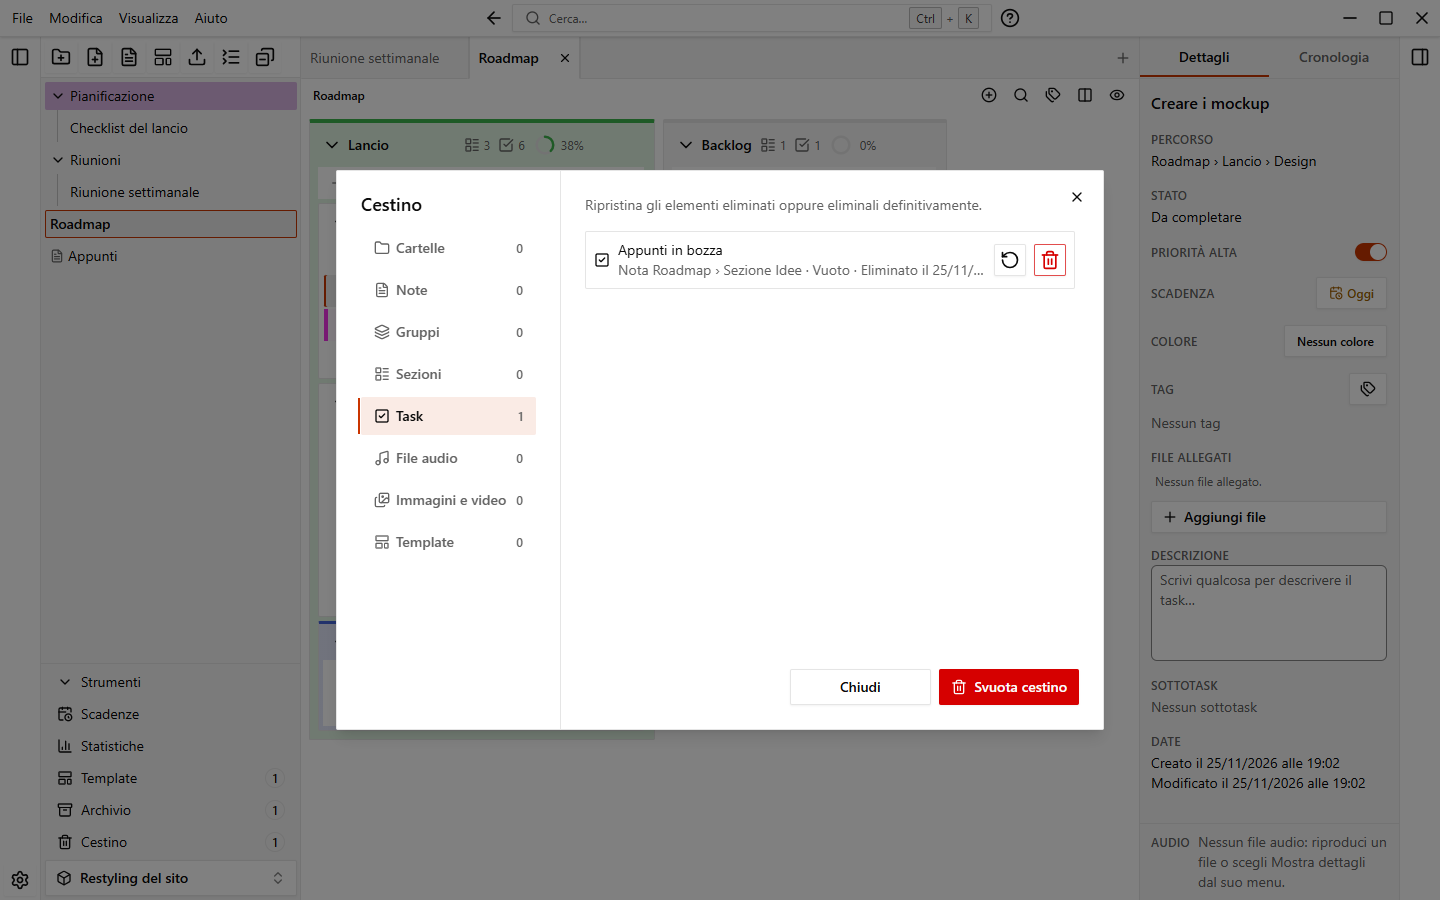 File Modifica Visualizza Aiuto
Cerca... Ctrl + K
Riunione settimanale
Roadmap
Dettagli
Cronologia
Pianificazione
Checklist del lancio
Riunioni
Riunione settimanale
Roadmap
Appunti
Roadmap
Lancio 3 6 38%
Backlog 1 1 0%
Cestino
Cartelle 0
Note 0
Gruppi 0
Sezioni 0
Task 1
File audio 0
Immagini e video 0
Template 0
Ripristina gli elementi eliminati oppure eliminali definitivamente.
Appunti in bozza
Nota Roadmap › Sezione Idee · Vuoto · Eliminato il 25/11/...
Chiudi
Svuota cestino
Creare i mockup
PERCORSO
Roadmap › Lancio › Design
STATO
Da completare
PRIORITÀ ALTA
SCADENZA Oggi
COLORE Nessun colore
TAG
Nessun tag
FILE ALLEGATI
Nessun file allegato.
Aggiungi file
DESCRIZIONE
Scrivi qualcosa per descrivere il
task...
SOTTOTASK
Nessun sottotask
DATE
Creato il 25/11/2026 alle 19:02
Modificato il 25/11/2026 alle 19:02
AUDIO Nessun file audio: riproduci un
file o scegli Mostra dettagli
dal suo menu.
Strumenti
Scadenze
Statistiche
Template 1
Archivio 1
Cestino 1
Restyling del sito